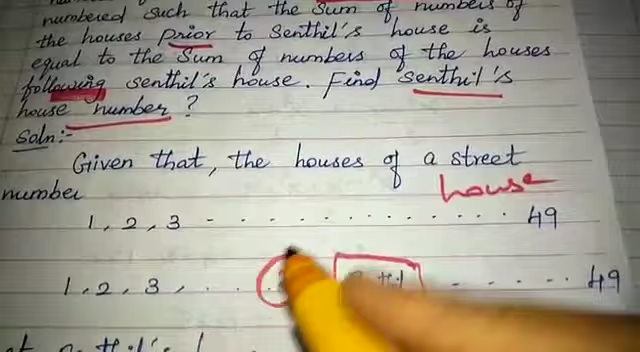 numbered such that the Sum of numbers of
the houses prior to Senthil's house is
equal to the Sum of numbers of the houses
following senthil's house. Find senthil's
house number?
Soln:-
Given that, the houses of a street
house
number
1, 2, 3 - - - - - - - - - - - - - 49
1, 2, 3, . . . . - - - - - - 49